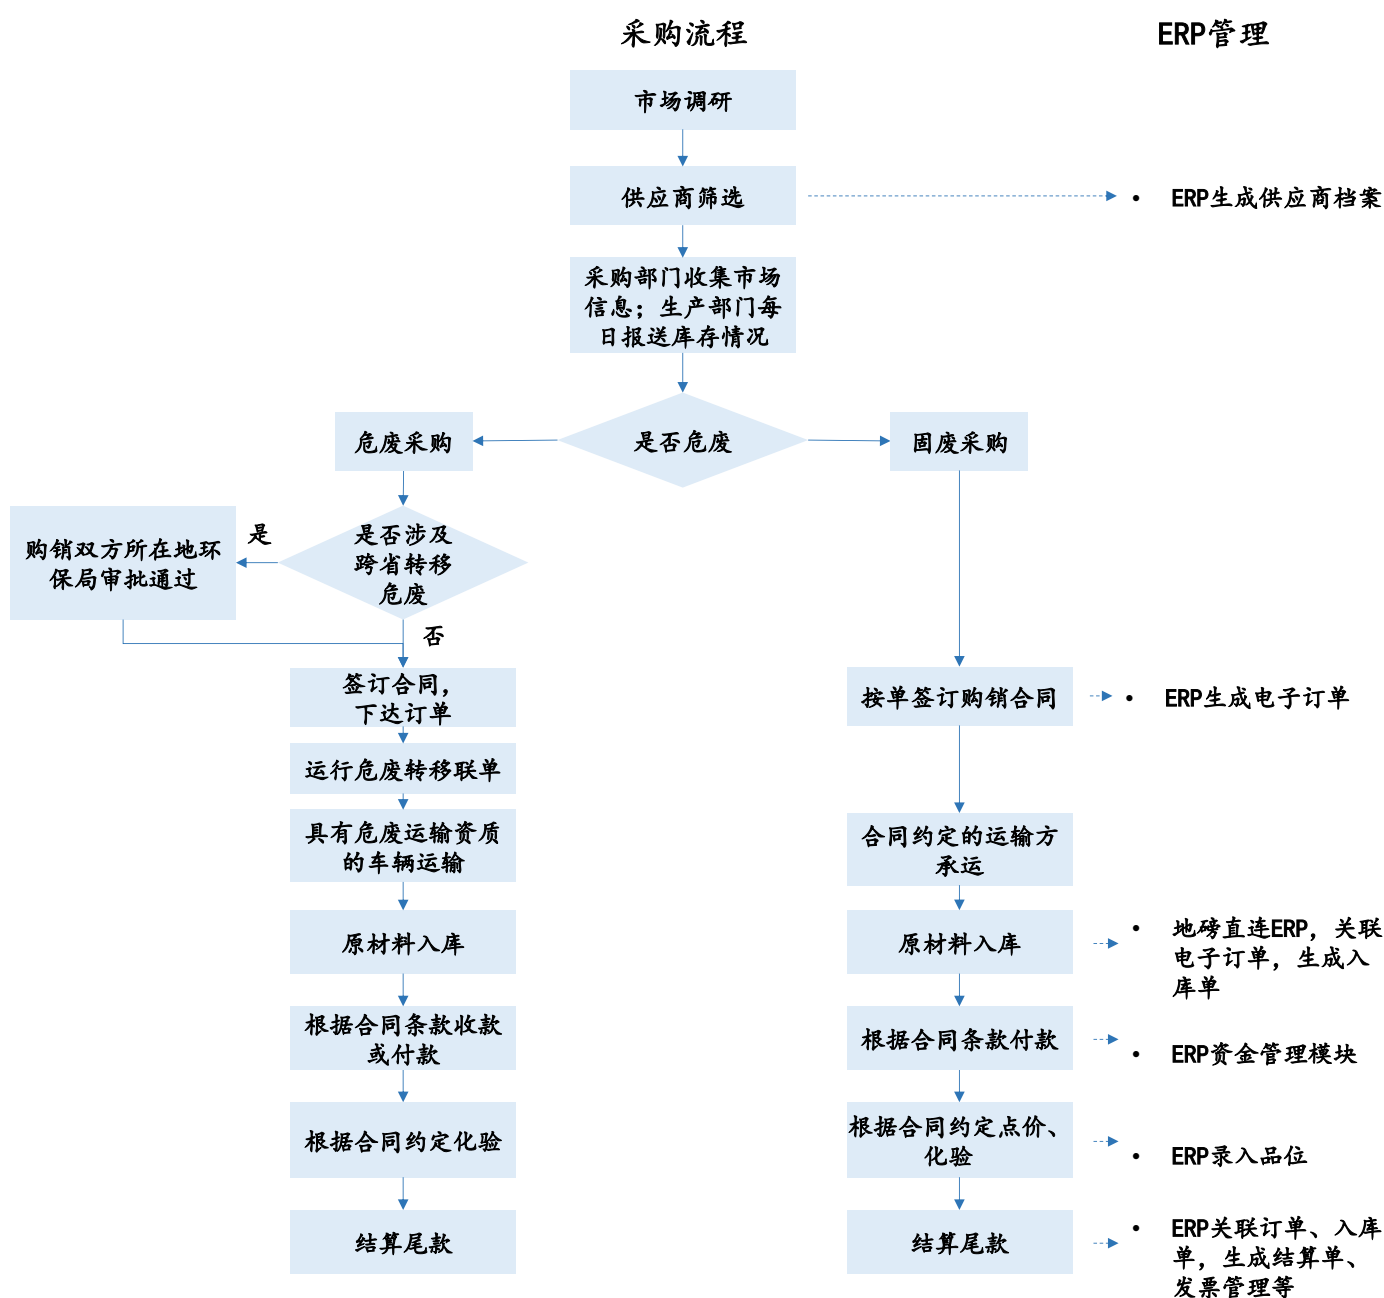 采购流程
ERP管理
市场调研
供应商筛选
• ERP生成供应商档案
采购部门收集市场
信息；生产部门每
日报送库存情况
危废采购
是否危废
固废采购
购销双方所在地环
保局审批通过
是
是否涉及
跨省转移
危废
否
签订合同，
下达订单
按单签订购销合同
• ERP生成电子订单
运行危废转移联单
具有危废运输资质
的车辆运输
合同约定的运输方
承运
原材料入库
原材料入库
• 地磅直连ERP，关联
电子订单，生成入
库单
根据合同条款收款
或付款
根据合同条款付款
• ERP资金管理模块
根据合同约定化验
根据合同约定点价、
化验
• ERP录入品位
结算尾款
结算尾款
• ERP关联订单、入库
单，生成结算单、
发票管理等